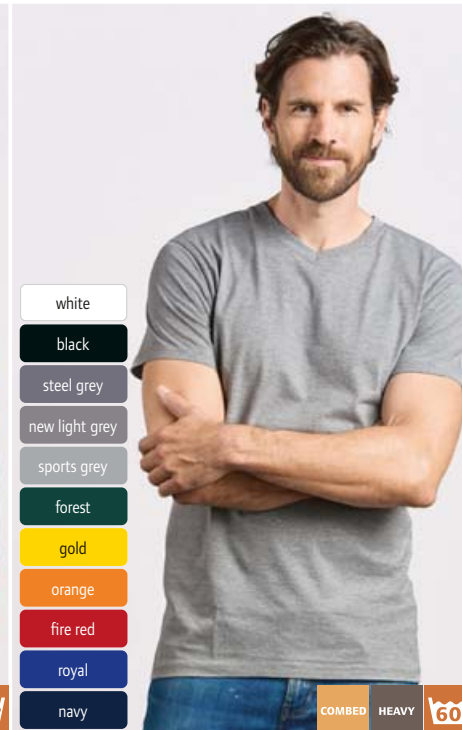 white
black
steel grey
new light grey
sports grey
forest
gold
orange
fire red
royal
navy
COMBED HEAVY 60